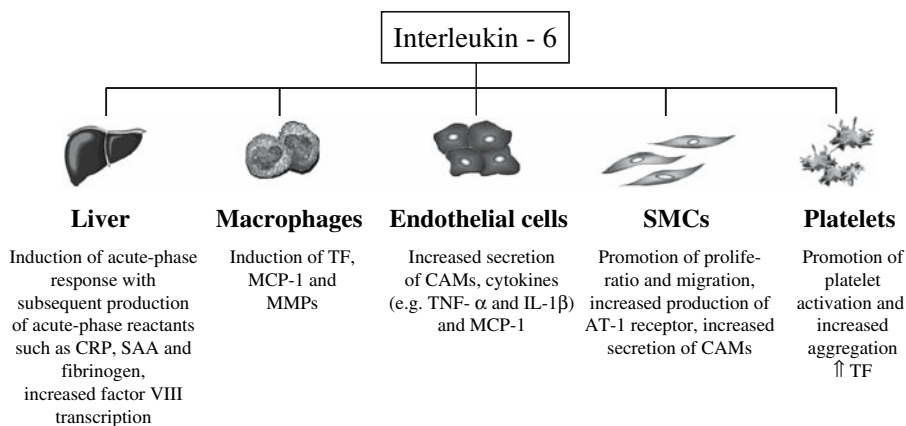 Interleukin - 6
Liver
Induction of acute-phase
response with
subsequent production
of acute-phase reactants
such as CRP, SAA and
fibrinogen,
increased factor VIII
transcription
Macrophages
Induction of TF,
MCP-1 and
MMPs
Endothelial cells
Increased secretion
of CAMs, cytokines
(e.g. TNF- α and IL-1β)
and MCP-1
SMCs
Promotion of prolife-
ratio and migration,
increased production of
AT-1 receptor, increased
secretion of CAMs
Platelets
Promotion of
platelet
activation and
increased
aggregation
⇑ TF